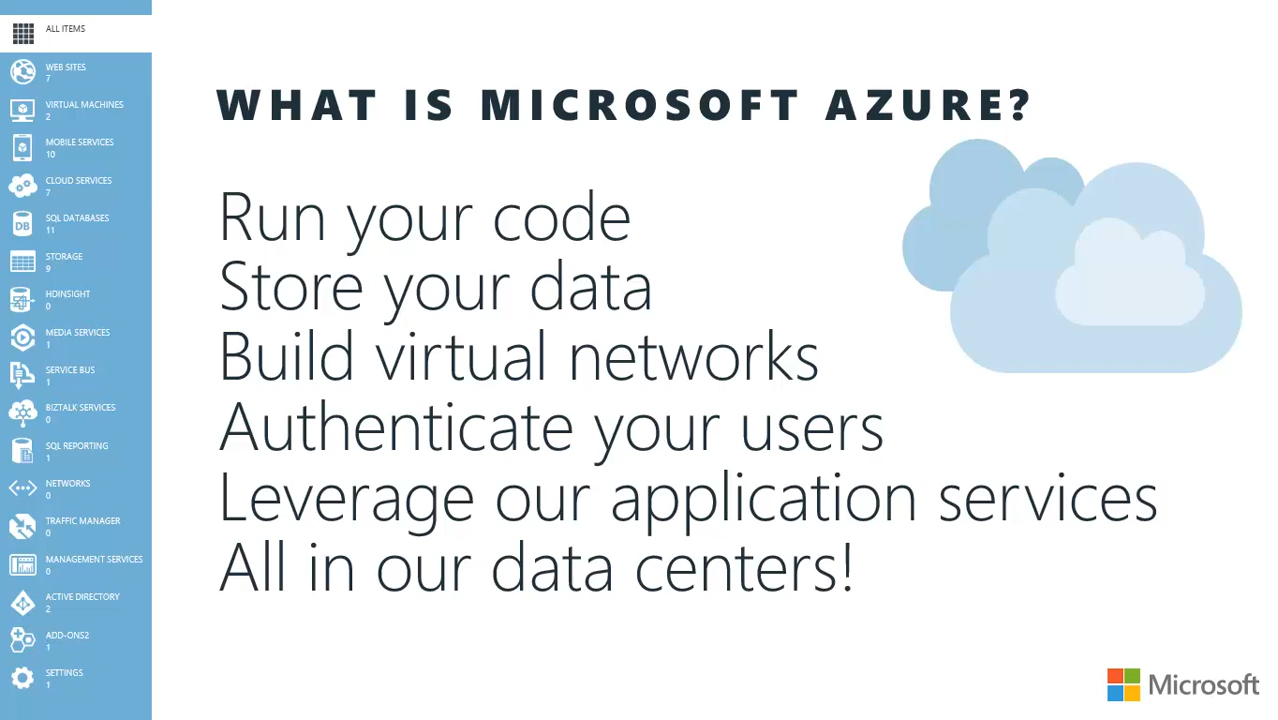 ALL ITEMS
WEB SITES
7
VIRTUAL MACHINES
2
MOBILE SERVICES
10
CLOUD SERVICES
7
SQL DATABASES
11
DB
STORAGE
9
HDINSIGHT
0
MEDIA SERVICES
1
SERVICE BUS
1
BIZTALK SERVICES
0
SQL REPORTING
1
NETWORKS
0
TRAFFIC MANAGER
0
MANAGEMENT SERVICES
0
ACTIVE DIRECTORY
2
ADD-ONS2
1
SETTINGS
1
WHAT IS MICROSOFT AZURE?
Run your code
Store your data
Build virtual networks
Authenticate your users
Leverage our application services
All in our data centers!
Microsoft